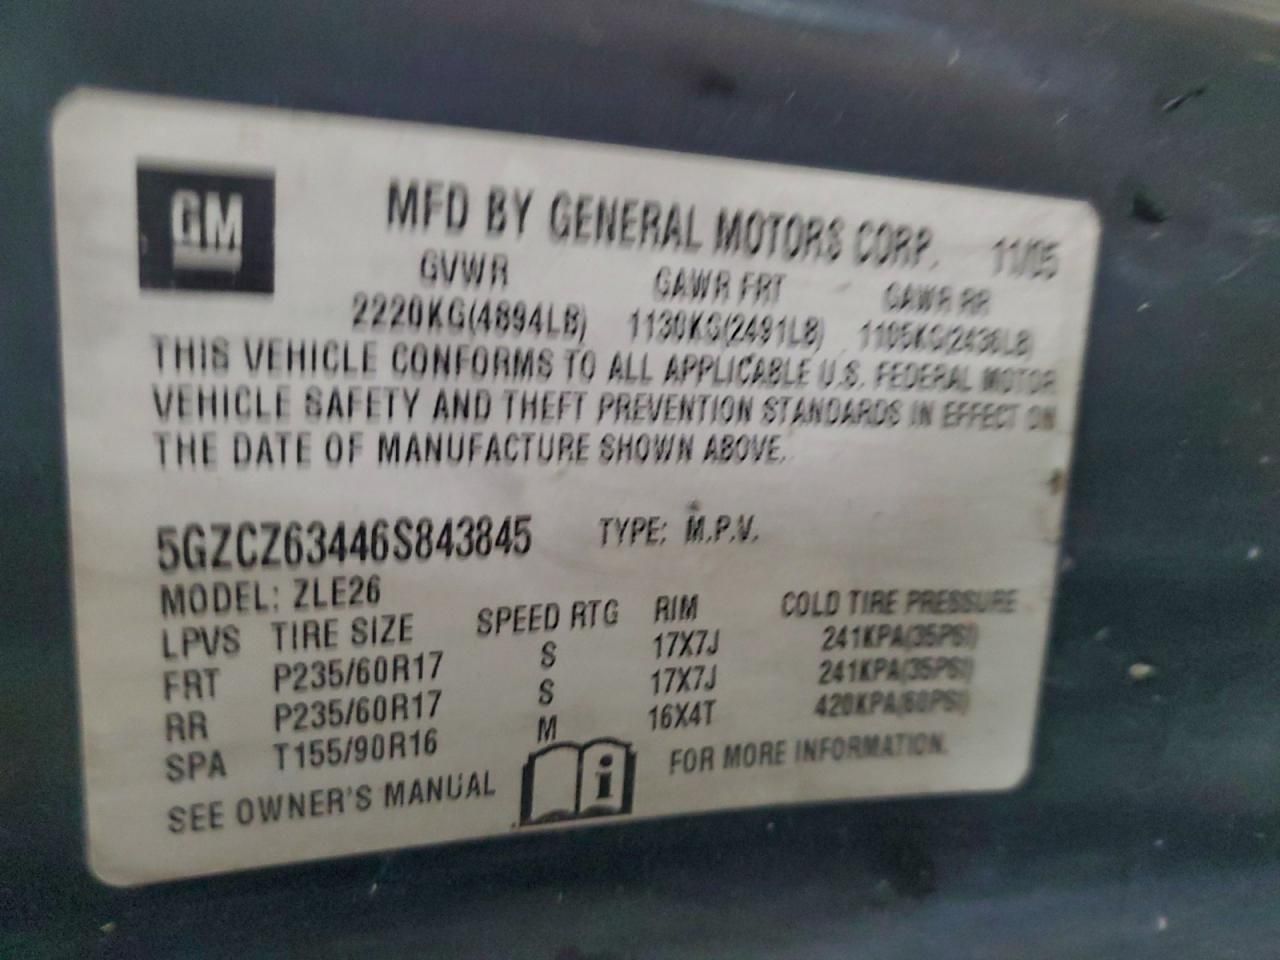 GM
MFD BY GENERAL MOTORS CORP. 11/05
GVWR GAWR FRT GAWR RR
2220KG(4894LB) 1130KG(2491LB) 1105KG(2436LB)
THIS VEHICLE CONFORMS TO ALL APPLICABLE U.S. FEDERAL MOTOR
VEHICLE SAFETY AND THEFT PREVENTION STANDARDS IN EFFECT ON
THE DATE OF MANUFACTURE SHOWN ABOVE.
5GZCZ63446S843845 TYPE: M.P.V.
MODEL: ZLE26
LPVS TIRE SIZE SPEED RTG RIM COLD TIRE PRESSURE
FRT P235/60R17 S 17X7J 241KPA(35PSI)
RR P235/60R17 S 17X7J 241KPA(35PSI)
SPA T155/90R16 M 16X4T 420KPA(60PSI)
SEE OWNER'S MANUAL i FOR MORE INFORMATION.